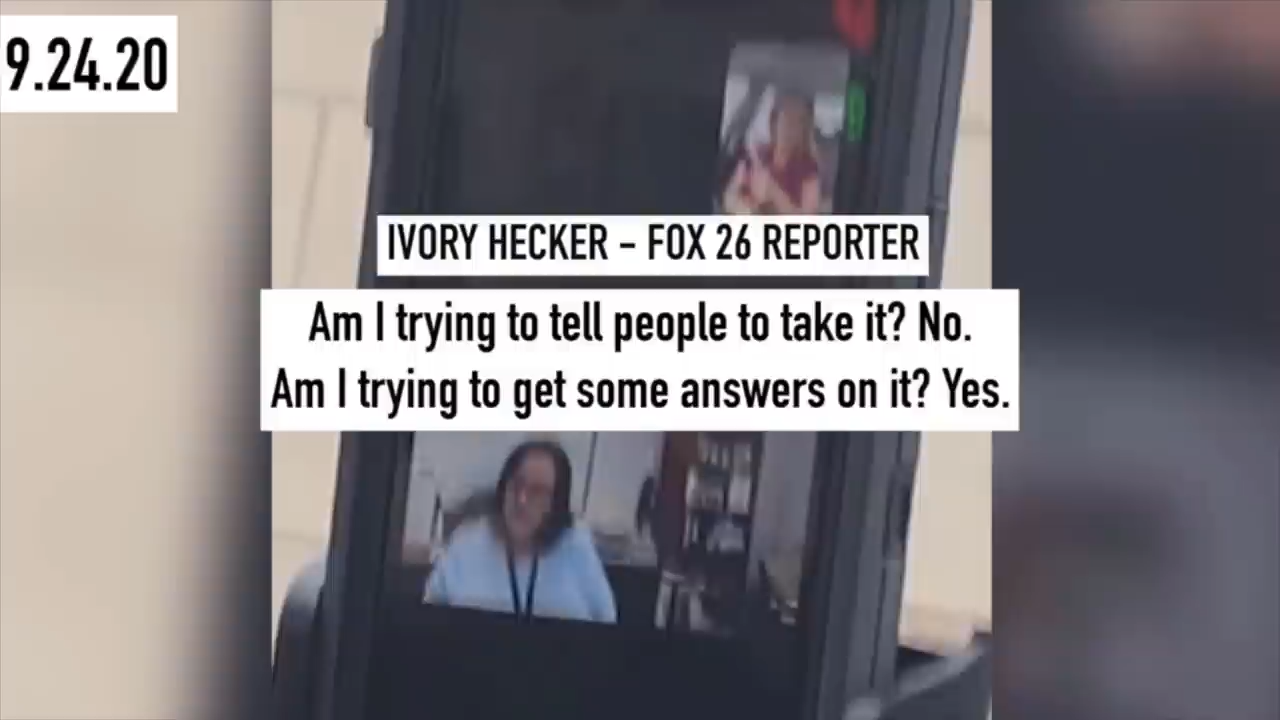 9.24.20
IVORY HECKER – FOX 26 REPORTER
Am I trying to tell people to take it? No.
Am I trying to get some answers on it? Yes.